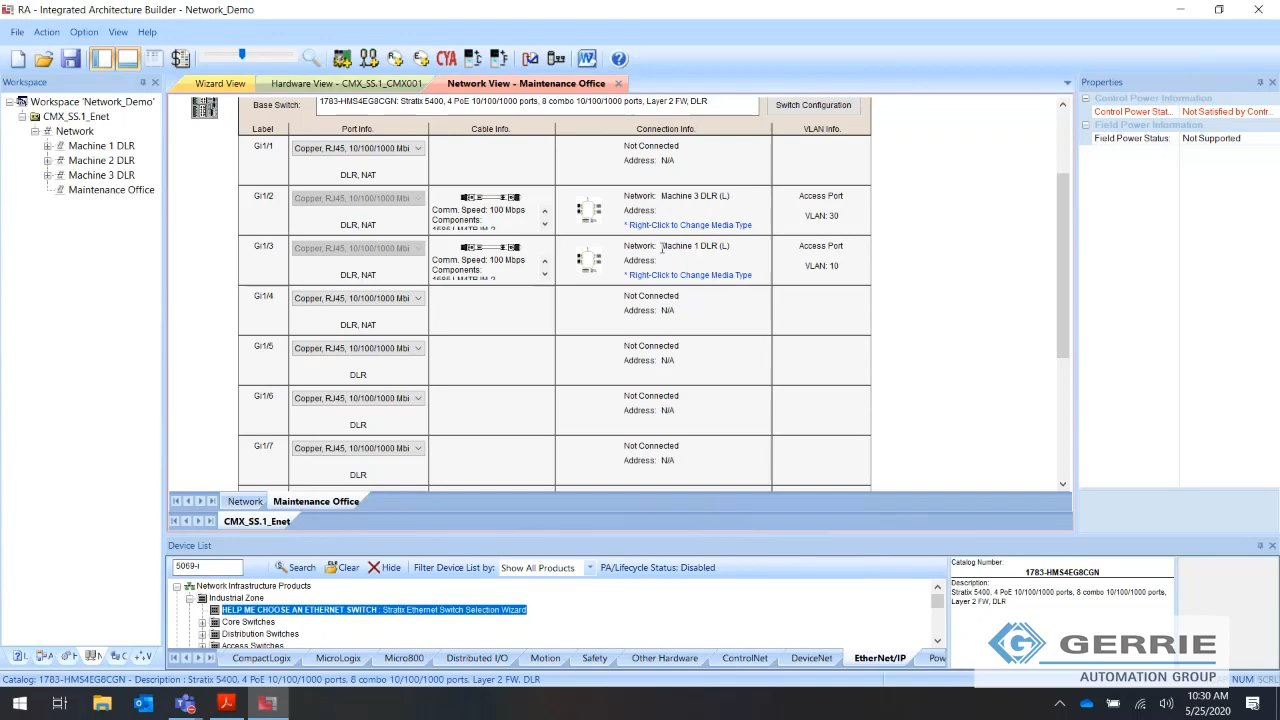 RA - Integrated Architecture Builder - Network_Demo
File Action Option View Help
Workspace
Wizard View
Hardware View - CMX_SS.1_CMX001
Network View - Maintenance Office
Properties
Workspace 'Network_Demo'
CMX_SS.1_Enet
Network
Machine 1 DLR
Machine 2 DLR
Machine 3 DLR
Maintenance Office
Base Switch: 1783-HMS4EG8CGN: Stratix 5400, 4 PoE 10/100/1000 ports, 8 combo 10/100/1000 ports, Layer 2 FW, DLR
Switch Configuration
Label Port Info. Cable Info. Connection Info. VLAN Info.
Gi1/1 Copper, RJ45, 10/100/1000 Mbi Not Connected
Address: N/A
DLR, NAT
Gi1/2 Copper, RJ45, 10/100/1000 Mbi Network: Machine 3 DLR (L) Access Port
Comm. Speed: 100 Mbps Address: VLAN: 30
Components:
DLR, NAT * Right-Click to Change Media Type
Gi1/3 Copper, RJ45, 10/100/1000 Mbi Network: Machine 1 DLR (L) Access Port
Comm. Speed: 100 Mbps Address: VLAN: 10
Components:
DLR, NAT * Right-Click to Change Media Type
Gi1/4 Copper, RJ45, 10/100/1000 Mbi Not Connected
Address: N/A
DLR, NAT
Gi1/5 Copper, RJ45, 10/100/1000 Mbi Not Connected
Address: N/A
DLR
Gi1/6 Copper, RJ45, 10/100/1000 Mbi Not Connected
Address: N/A
DLR
Gi1/7 Copper, RJ45, 10/100/1000 Mbi Not Connected
Address: N/A
DLR
Network Maintenance Office
CMX_SS.1_Enet
Control Power Information
Control Power Stat... Not Satisfied by Contr...
Field Power Information
Field Power Status: Not Supported
Device List
5069-i Search Clear Hide Filter Device List by: Show All Products PA/Lifecycle Status: Disabled
Network Infrastructure Products
Industrial Zone
HELP ME CHOOSE AN ETHERNET SWITCH : Stratix Ethernet Switch Selection Wizard
Core Switches
Distribution Switches
Access Switches
CompactLogix MicroLogix Micro800 Distributed I/O Motion Safety Other Hardware ControlNet DeviceNet EtherNet/IP Pow
Catalog Number:
1783-HMS4EG8CGN
Description:
Stratix 5400, 4 PoE 10/100/1000 ports, 8 combo 10/100/1000 ports, Layer 2 FW, DLR
GERRIE
AUTOMATION GROUP
Catalog: 1783-HMS4EG8CGN - Description : Stratix 5400, 4 PoE 10/100/1000 ports, 8 combo 10/100/1000 ports, Layer 2 FW, DLR
NUM SCRL
10:30 AM
5/25/2020